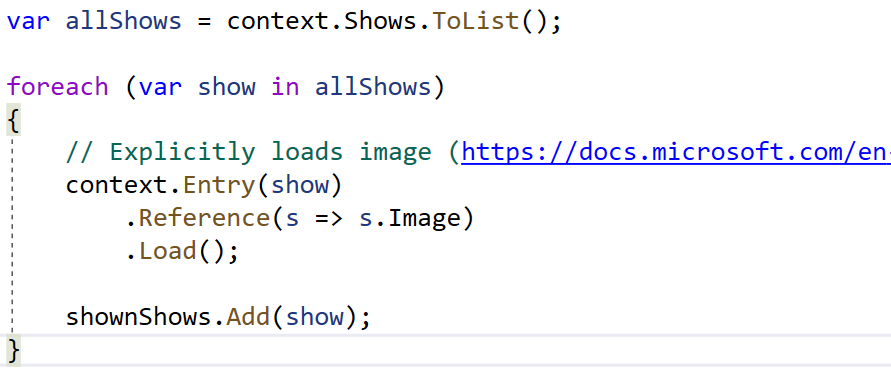 var allShows = context.Shows.ToList();
foreach (var show in allShows)
{
// Explicitly loads image (https://docs.microsoft.com/en-
context.Entry(show)
.Reference(s => s.Image)
.Load();
shownShows.Add(show);
}